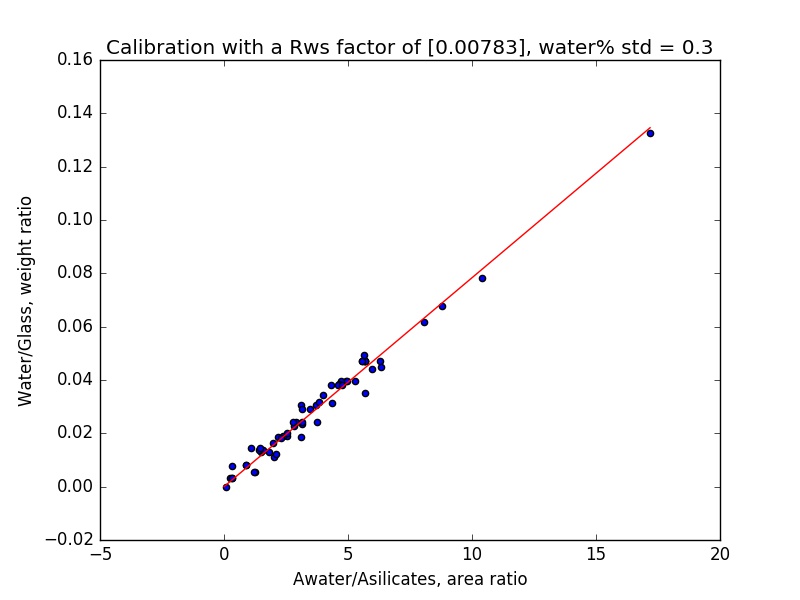 Calibration with a Rws factor of [0.00783], water% std = 0.3
0.16
0.14
0.12
0.10
0.08
0.06
0.04
0.02
0.00
−0.02
Water/Glass, weight ratio
−5 0 5 10 15 20
Awater/Asilicates, area ratio